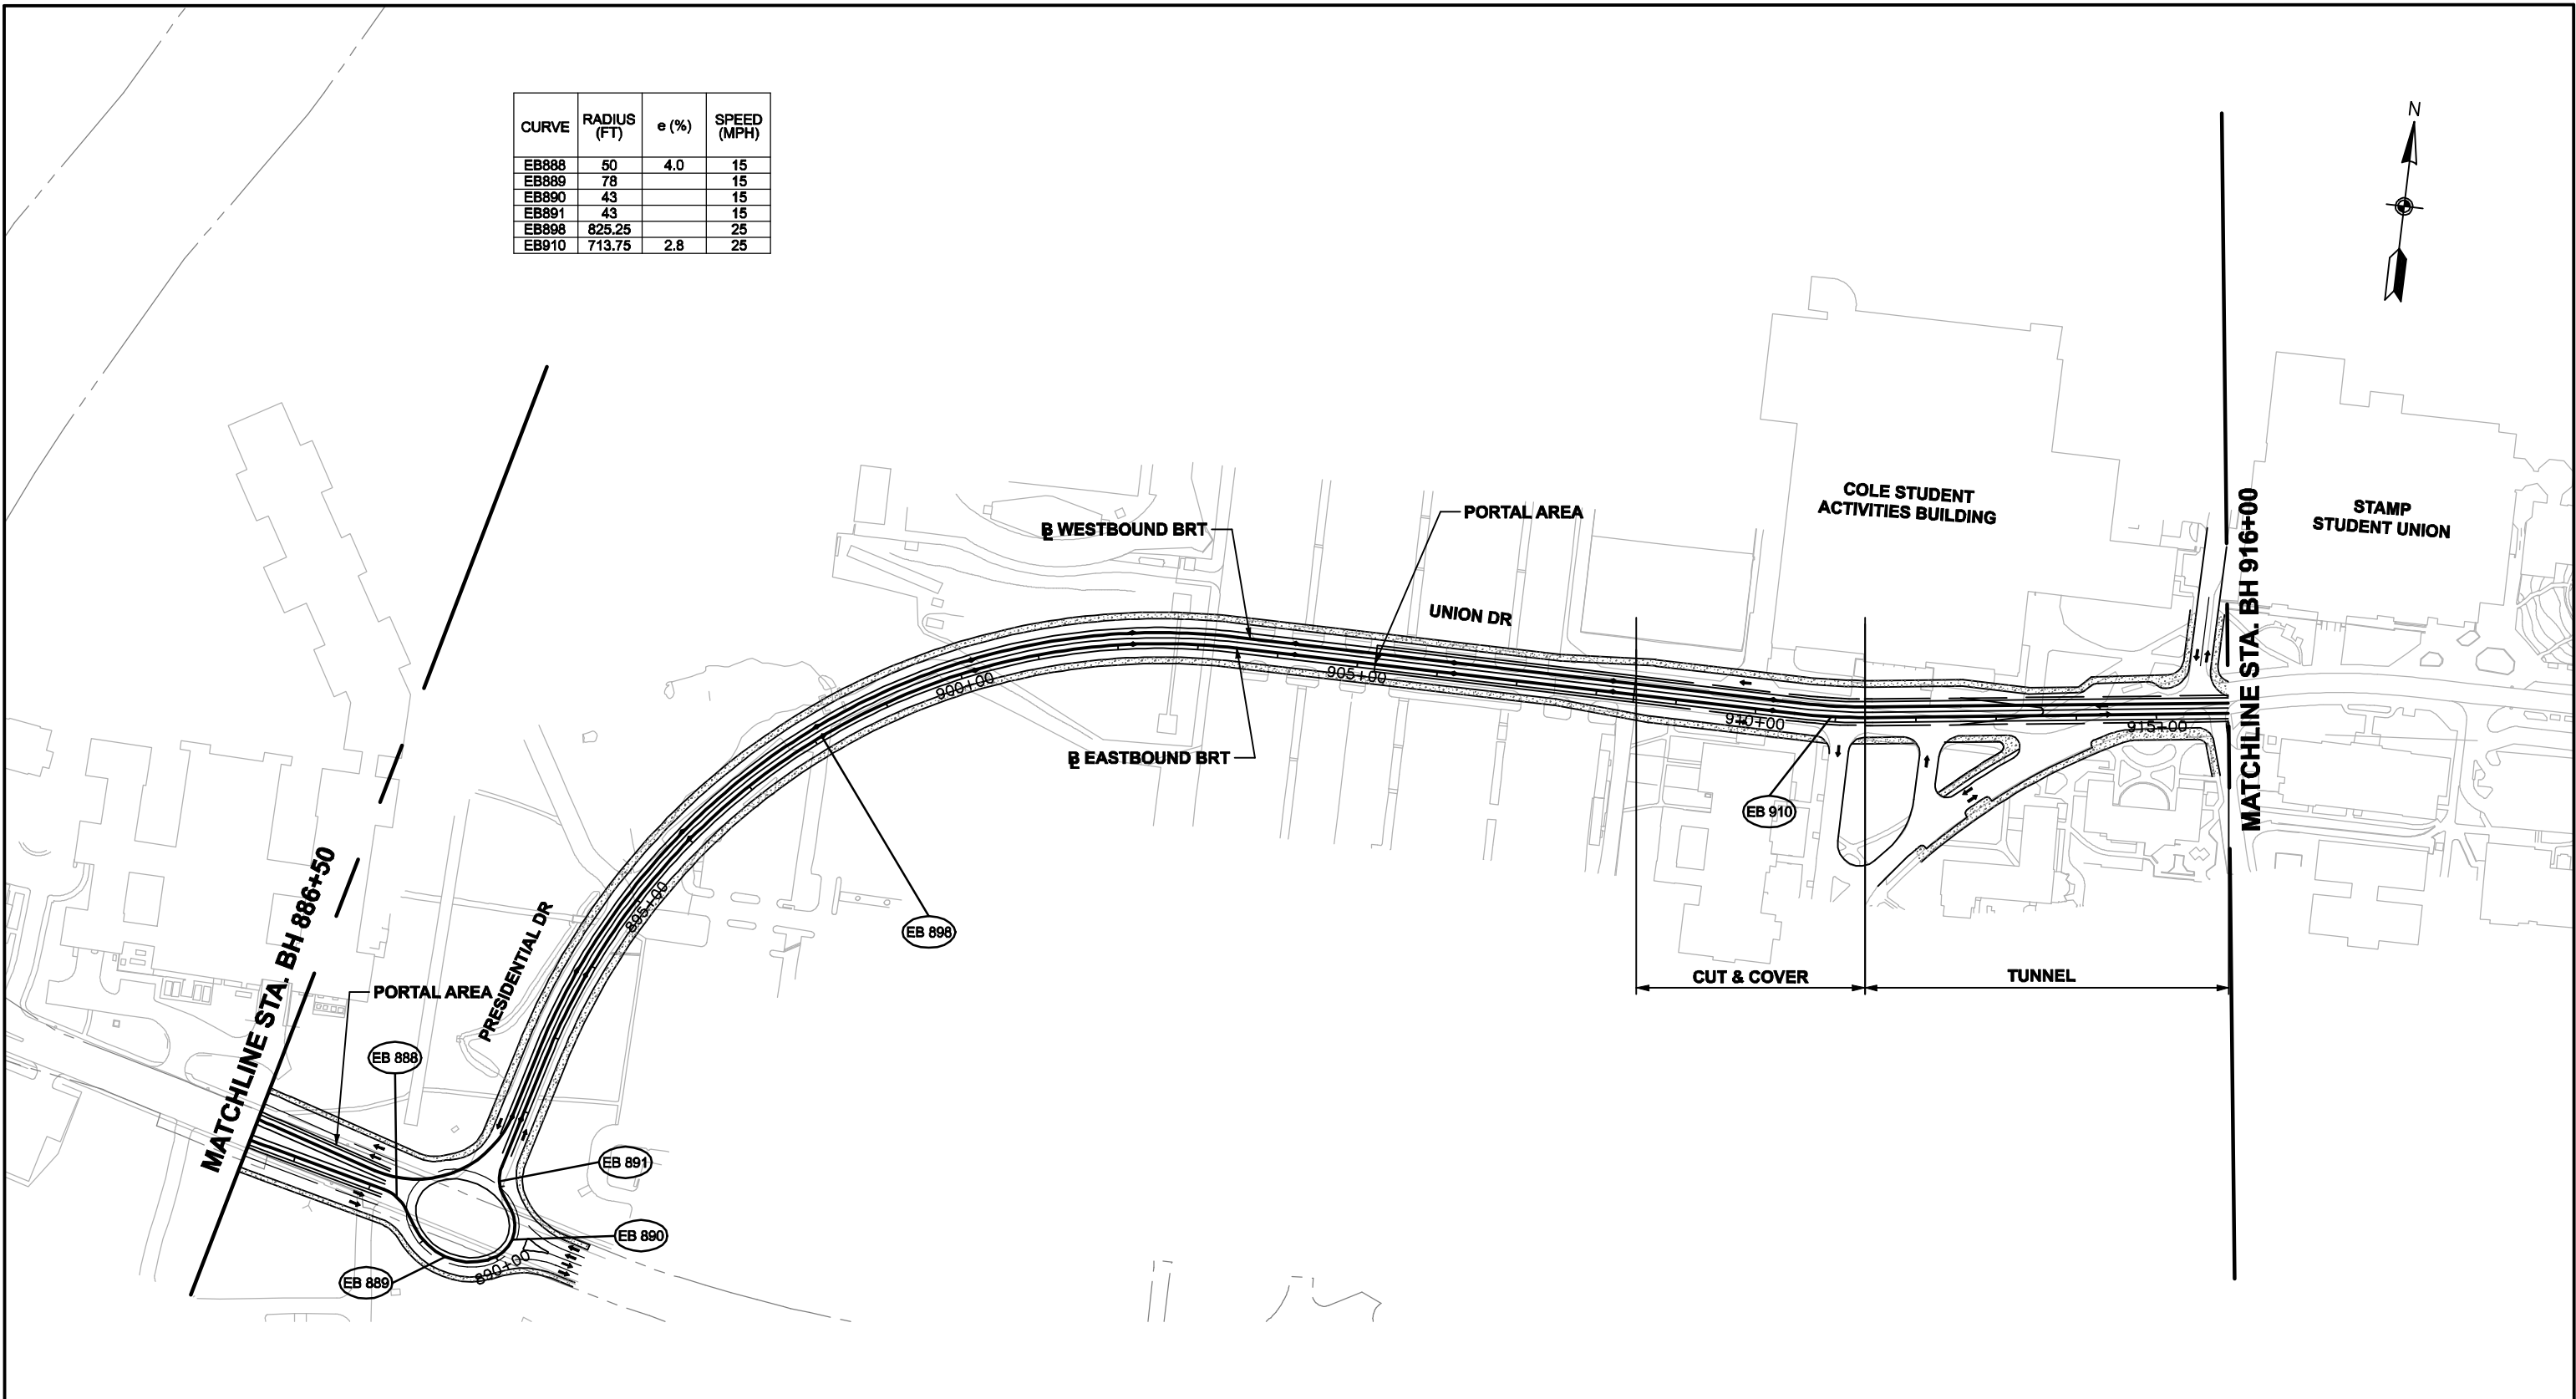 CURVE RADIUS (FT) e (%) SPEED (MPH)
EB888 50 4.0 15
EB889 78 15
EB890 43 15
EB891 43 15
EB898 825.25 25
EB910 713.75 2.8 25
N
COLE STUDENT
ACTIVITIES BUILDING
STAMP
STUDENT UNION
MATCHLINE STA. BH 916+00
BL WESTBOUND BRT
PORTAL AREA
UNION DR
900+00
905+00
910+00
915+00
BL EASTBOUND BRT
EB 910
EB 898
895+00
PRESIDENTIAL DR
MATCHLINE STA. BH 886+50
CUT & COVER
TUNNEL
PORTAL AREA
EB 888
EB 891
EB 890
890+00
EB 889